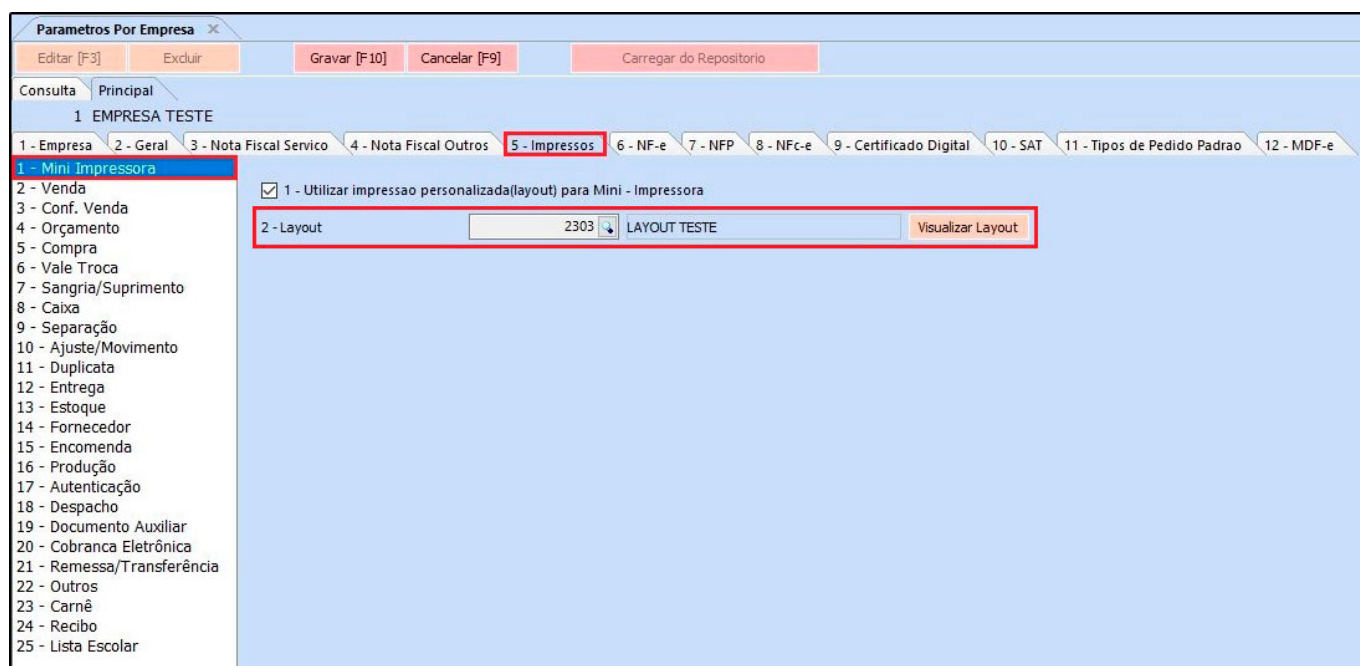 Parametros Por Empresa
Editar [F3] Excluir Gravar [F10] Cancelar [F9] Carregar do Repositorio
Consulta Principal
1 EMPRESA TESTE
1 - Empresa 2 - Geral 3 - Nota Fiscal Servico 4 - Nota Fiscal Outros 5 - Impressos 6 - NF-e 7 - NFP 8 - NFc-e 9 - Certificado Digital 10 - SAT 11 - Tipos de Pedido Padrao 12 - MDF-e
1 - Mini Impressora
2 - Venda
3 - Conf. Venda
4 - Orçamento
5 - Compra
6 - Vale Troca
7 - Sangria/Suprimento
8 - Caixa
9 - Separação
10 - Ajuste/Movimento
11 - Duplicata
12 - Entrega
13 - Estoque
14 - Fornecedor
15 - Encomenda
16 - Produção
17 - Autenticação
18 - Despacho
19 - Documento Auxiliar
20 - Cobranca Eletrônica
21 - Remessa/Transferência
22 - Outros
23 - Carnê
24 - Recibo
25 - Lista Escolar
1 - Utilizar impressao personalizada(layout) para Mini - Impressora
2 - Layout 2303 LAYOUT TESTE Visualizar Layout